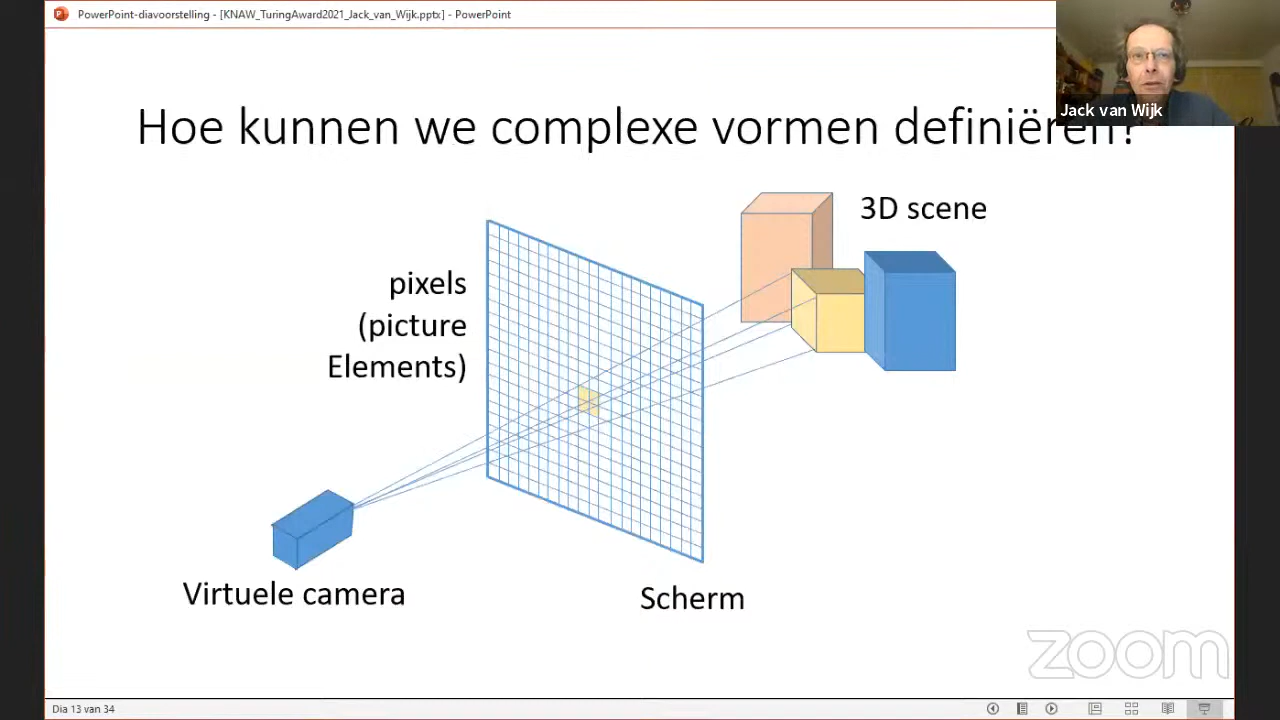 PowerPoint-diavoorstelling - [KNAW_TuringAward2021_Jack_van_Wijk.pptx] - PowerPoint
Jack van Wijk
Hoe kunnen we complexe vormen definiëren?
3D scene
pixels
(picture
Elements)
Virtuele camera
Scherm
zoom
Dia 13 van 34